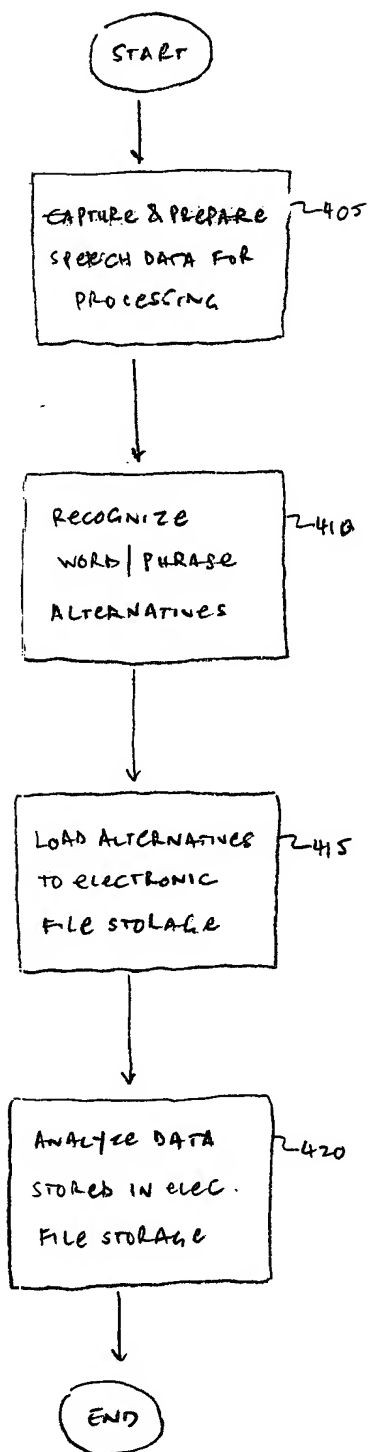 START
CAPTURE & PREPARE
405
SPEECH DATA FOR
PROCESSING
RECOGNIZE
410
WORD/PHRASE
ALTERNATIVES
LOAD ALTERNATIVES
415
TO ELECTRONIC
FILE STORAGE
ANALYZE DATA
420
STORED IN ELEC.
FILE STORAGE
END